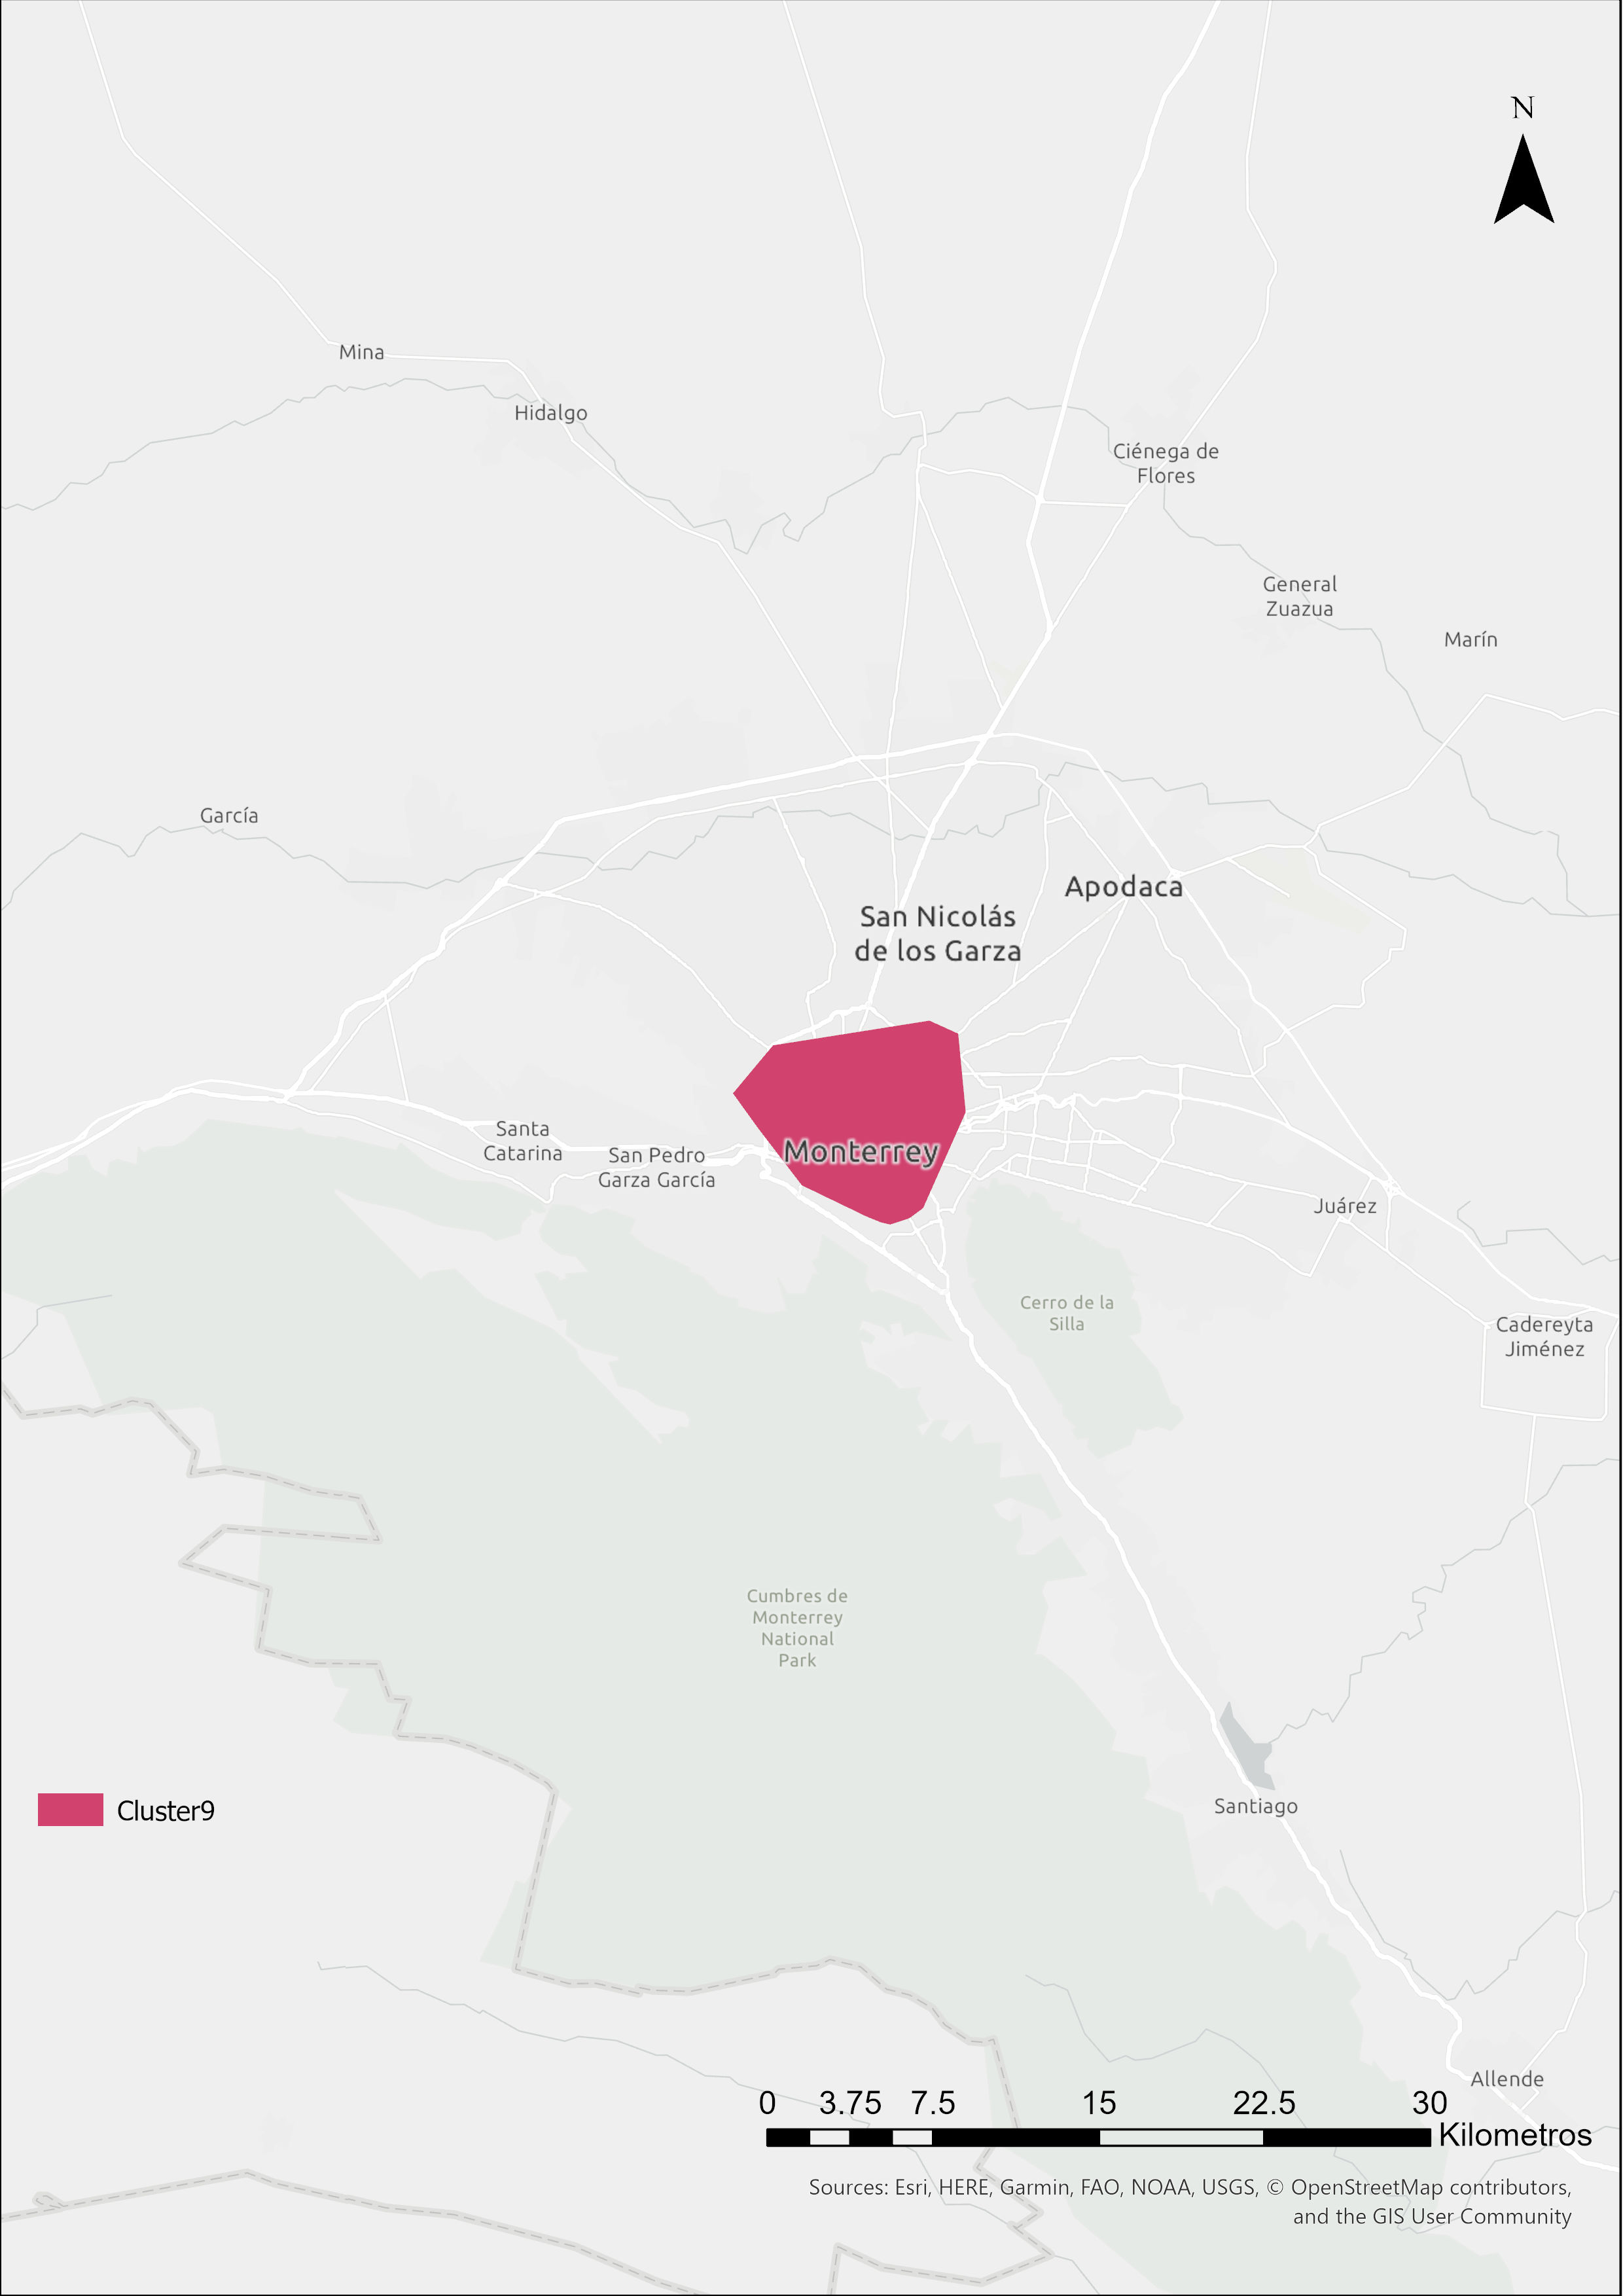 N
Mina
Hidalgo
Ciénega de
Flores
General
Zuazua
Marín
García
Apodaca
San Nicolás
de los Garza
Santa
Catarina
San Pedro
Garza García
Monterrey
Juárez
Cerro de la
Silla
Cadereyta
Jiménez
Cumbres de
Monterrey
National
Park
Santiago
Cluster9
Allende
0 3.75 7.5 15 22.5 30
Kilometros
Sources: Esri, HERE, Garmin, FAO, NOAA, USGS, © OpenStreetMap contributors,
and the GIS User Community